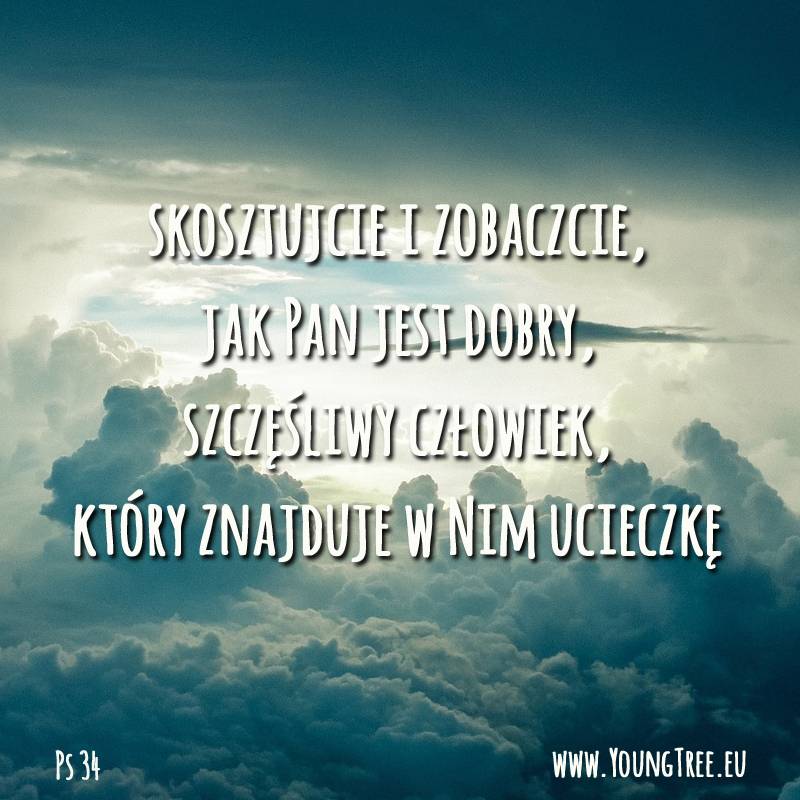 skosztujcie i zobaczcie,
jak Pan jest dobry,
szczęśliwy człowiek,
który znajduje w Nim ucieczkę
Ps 34
www.YoungTree.eu